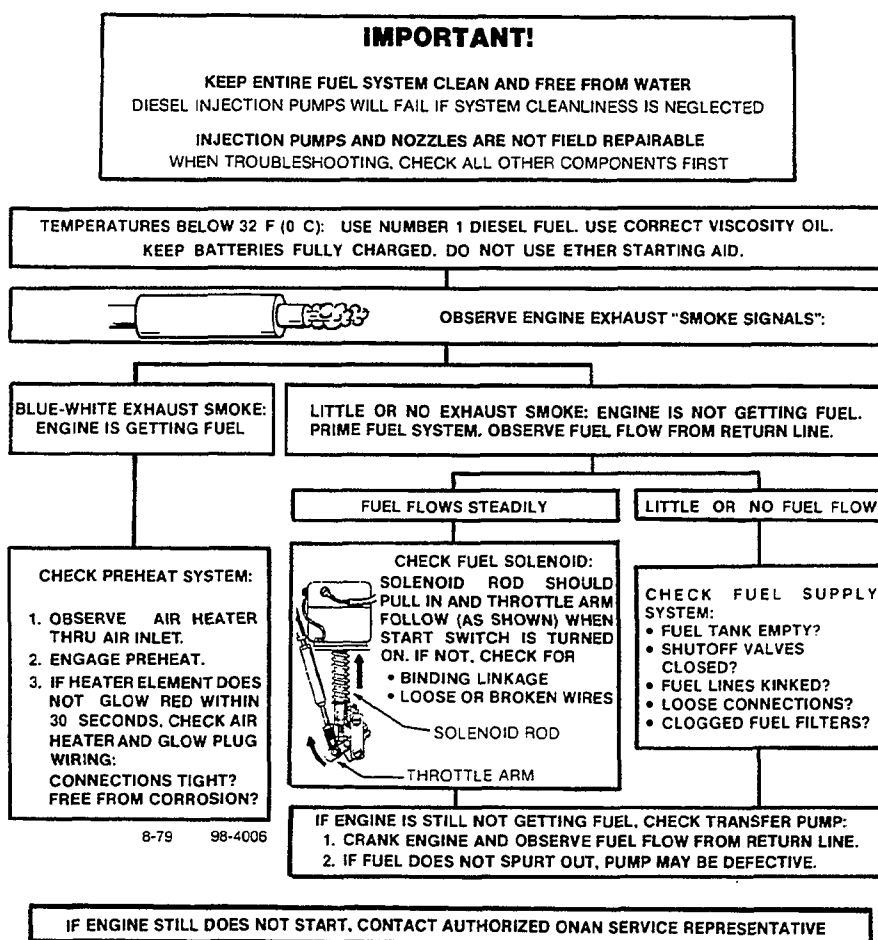 IMPORTANT!
KEEP ENTIRE FUEL SYSTEM CLEAN AND FREE FROM WATER
DIESEL INJECTION PUMPS WILL FAIL IF SYSTEM CLEANLINESS IS NEGLECTED
INJECTION PUMPS AND NOZZLES ARE NOT FIELD REPAIRABLE
WHEN TROUBLESHOOTING, CHECK ALL OTHER COMPONENTS FIRST
TEMPERATURES BELOW 32 F (0 C): USE NUMBER 1 DIESEL FUEL. USE CORRECT VISCOSITY OIL.
KEEP BATTERIES FULLY CHARGED. DO NOT USE ETHER STARTING AID.
OBSERVE ENGINE EXHAUST "SMOKE SIGNALS":
BLUE-WHITE EXHAUST SMOKE:
ENGINE IS GETTING FUEL
LITTLE OR NO EXHAUST SMOKE: ENGINE IS NOT GETTING FUEL.
PRIME FUEL SYSTEM. OBSERVE FUEL FLOW FROM RETURN LINE.
FUEL FLOWS STEADILY
LITTLE OR NO FUEL FLOW
CHECK PREHEAT SYSTEM:
1. OBSERVE AIR HEATER
THRU AIR INLET.
2. ENGAGE PREHEAT.
3. IF HEATER ELEMENT DOES
NOT GLOW RED WITHIN
30 SECONDS, CHECK AIR
HEATER AND GLOW PLUG
WIRING:
CONNECTIONS TIGHT?
FREE FROM CORROSION?
8-79 98-4006
CHECK FUEL SOLENOID:
SOLENOID ROD SHOULD
PULL IN AND THROTTLE ARM
FOLLOW (AS SHOWN) WHEN
START SWITCH IS TURNED
ON. IF NOT, CHECK FOR
• BINDING LINKAGE
• LOOSE OR BROKEN WIRES
SOLENOID ROD
THROTTLE ARM
CHECK FUEL SUPPLY
SYSTEM:
• FUEL TANK EMPTY?
• SHUTOFF VALVES
CLOSED?
• FUEL LINES KINKED?
• LOOSE CONNECTIONS?
• CLOGGED FUEL FILTERS?
IF ENGINE IS STILL NOT GETTING FUEL, CHECK TRANSFER PUMP:
1. CRANK ENGINE AND OBSERVE FUEL FLOW FROM RETURN LINE.
2. IF FUEL DOES NOT SPURT OUT, PUMP MAY BE DEFECTIVE.
IF ENGINE STILL DOES NOT START, CONTACT AUTHORIZED ONAN SERVICE REPRESENTATIVE